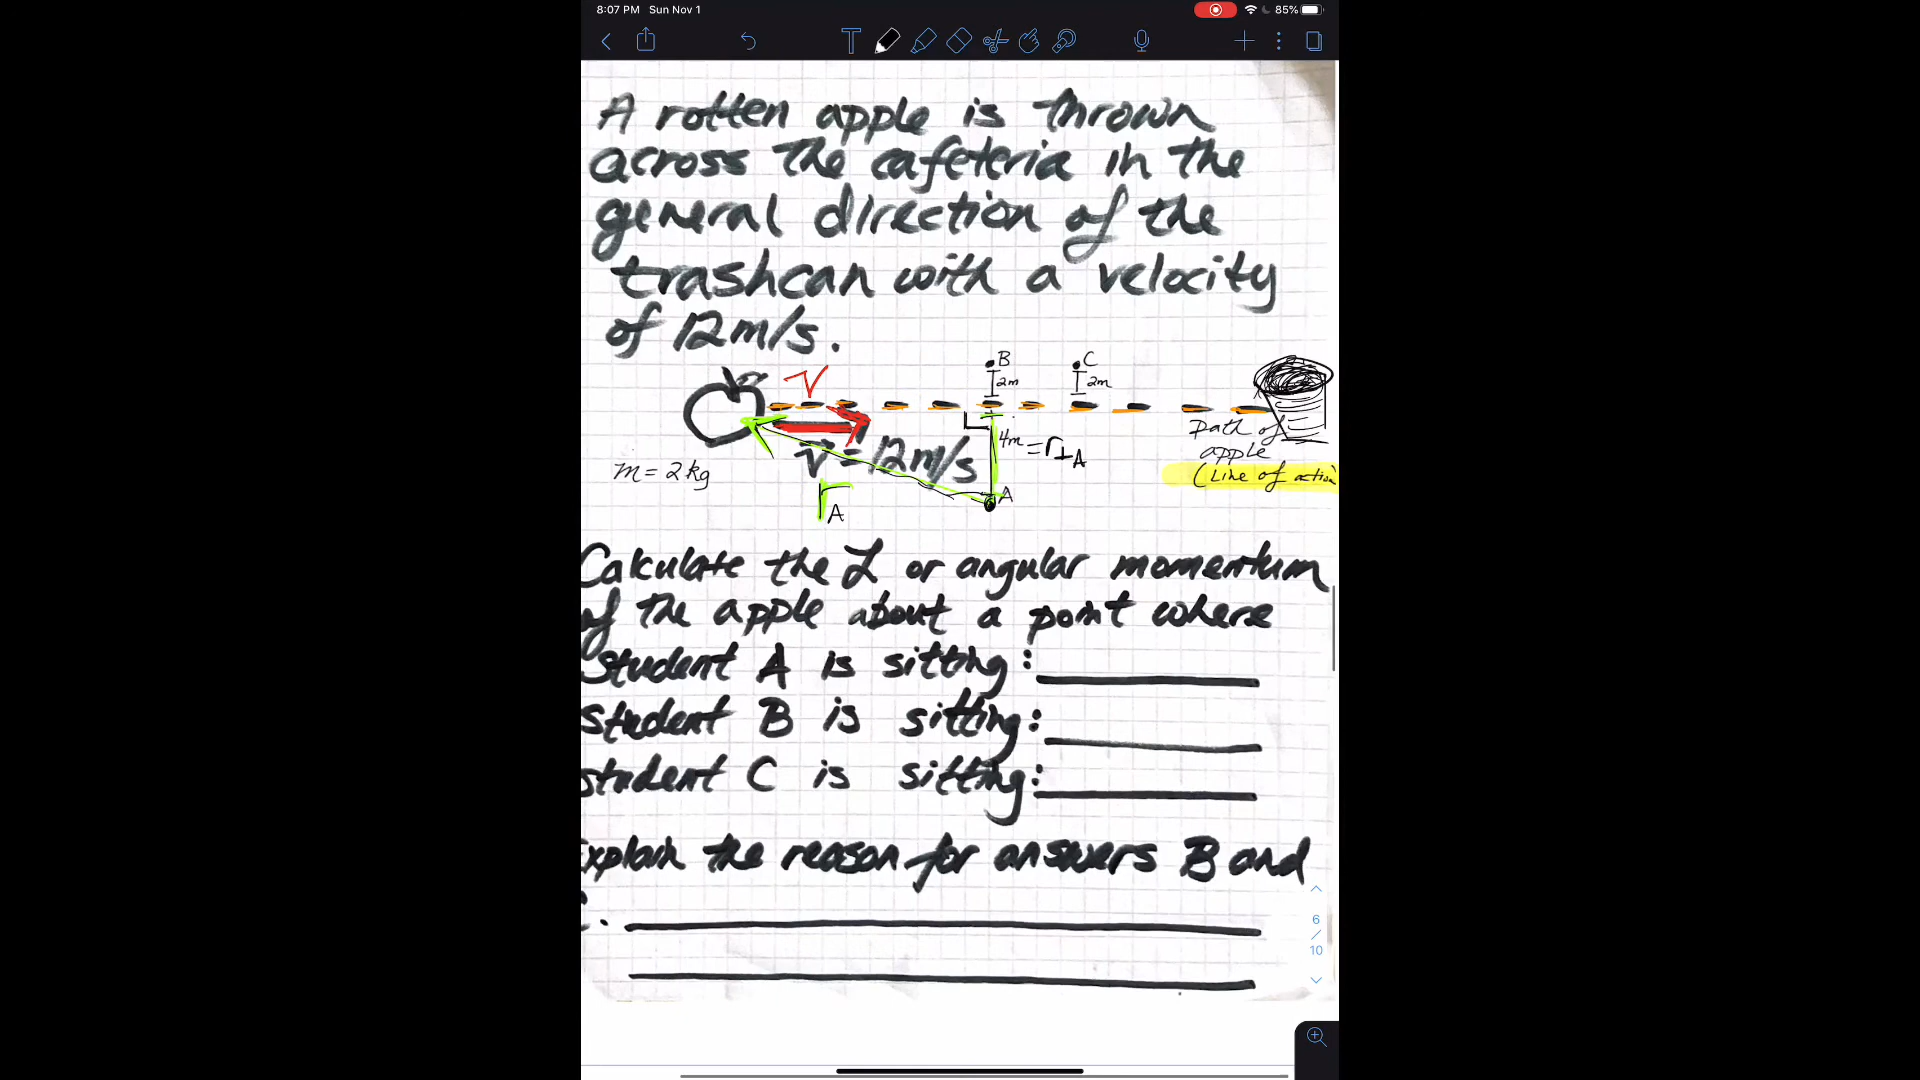 8:07 PM Sun Nov 1
85%
A rotten apple is thrown
across the cafeteria in the
general direction of the
trashcan with a velocity
of 12m/s.
B
C
2m
2m
V
4m = r⊥A
V = 12m/s
m = 2kg
A
r A
path of
apple
(Line of action
Calculate the L or angular momentum
of the apple about a point where
Student A is sitting:
Student B is sitting:
student C is sitting:
Explain the reason for answers B and
C.
6
/
10